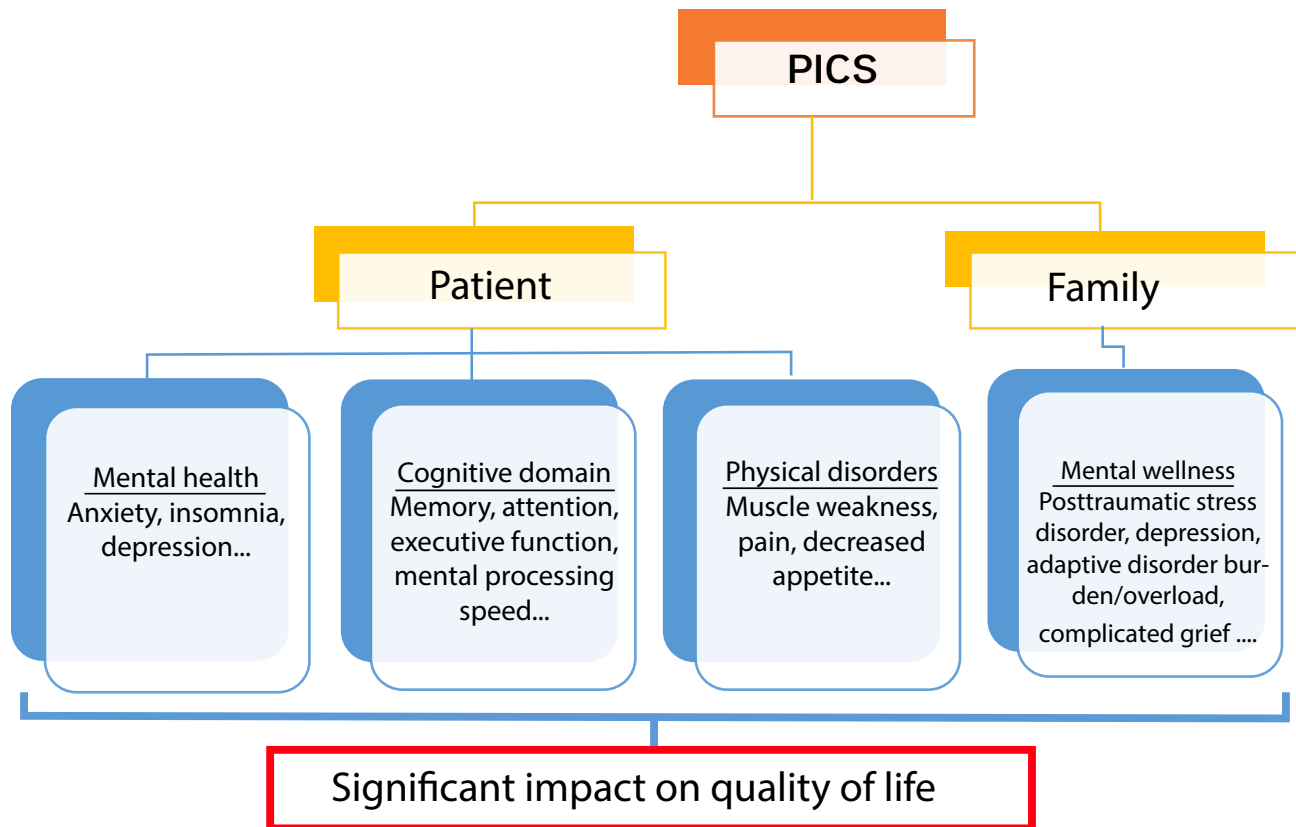 PICS
Patient
Family
Mental health
Anxiety, insomnia,
depression...
Cognitive domain
Memory, attention,
executive function,
mental processing
speed...
Physical disorders
Muscle weakness,
pain, decreased
appetite...
Mental wellness
Posttraumatic stress
disorder, depression,
adaptive disorder bur-
den/overload,
complicated grief ....
Significant impact on quality of life